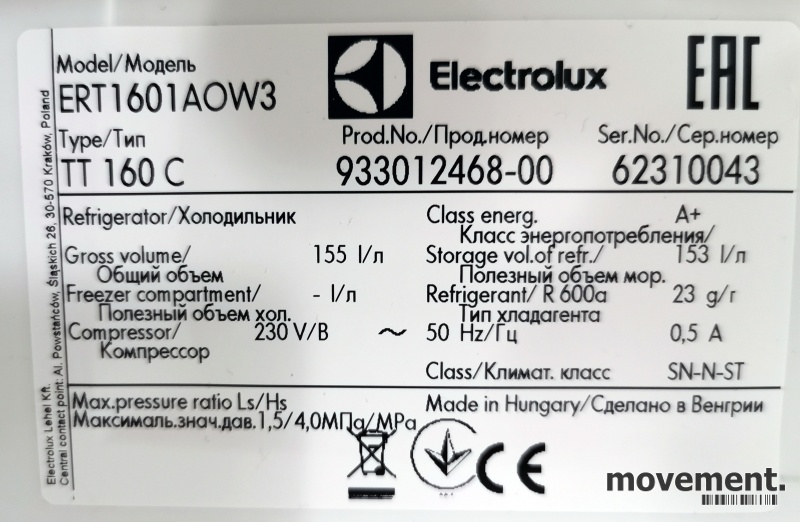 Model/Модель
ERT1601AOW3
Electrolux
EAC
Type/Тип
TT 160 C
Prod.No./Прод.номер
933012468-00
Ser.No./Сер.номер
62310043
Refrigerator/Холодильник
Class energ. A+
Класс энергопотребления/
Gross volume/ 155 l/л
Общий объем
Storage vol.of refr./ 153 l/л
Полезный объем мор.
Freezer compartment/ - l/л
Полезный объем хол.
Refrigerant/ R 600a 23 g/г
Тип хладагента
Compressor/ 230 V/В ~ 50 Hz/Гц 0,5 A
Компрессор
Class/Климат. класс SN-N-ST
Max.pressure ratio Ls/Hs
Максималь.знач.дав.1,5/4,0МПа/MPa
Made in Hungary/Сделано в Венгрии
CE
Electrolux Lehel Kft.
Central contact point: Al. Powstańców, Śląskich 26, 30-570 Kraków, Poland
movement.